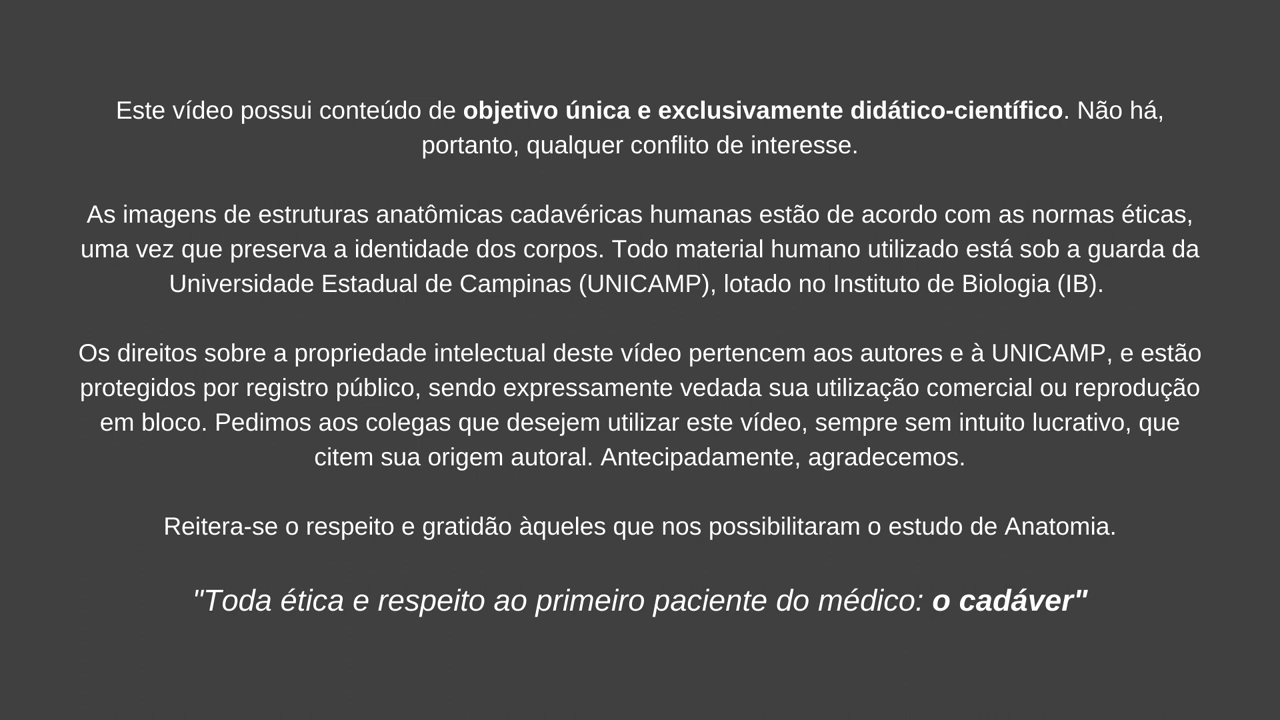 Este vídeo possui conteúdo de objetivo única e exclusivamente didático-científico. Não há,
portanto, qualquer conflito de interesse.
As imagens de estruturas anatômicas cadavéricas humanas estão de acordo com as normas éticas,
uma vez que preserva a identidade dos corpos. Todo material humano utilizado está sob a guarda da
Universidade Estadual de Campinas (UNICAMP), lotado no Instituto de Biologia (IB).
Os direitos sobre a propriedade intelectual deste vídeo pertencem aos autores e à UNICAMP, e estão
protegidos por registro público, sendo expressamente vedada sua utilização comercial ou reprodução
em bloco. Pedimos aos colegas que desejem utilizar este vídeo, sempre sem intuito lucrativo, que
citem sua origem autoral. Antecipadamente, agradecemos.
Reitera-se o respeito e gratidão àqueles que nos possibilitaram o estudo de Anatomia.
"Toda ética e respeito ao primeiro paciente do médico: o cadáver"